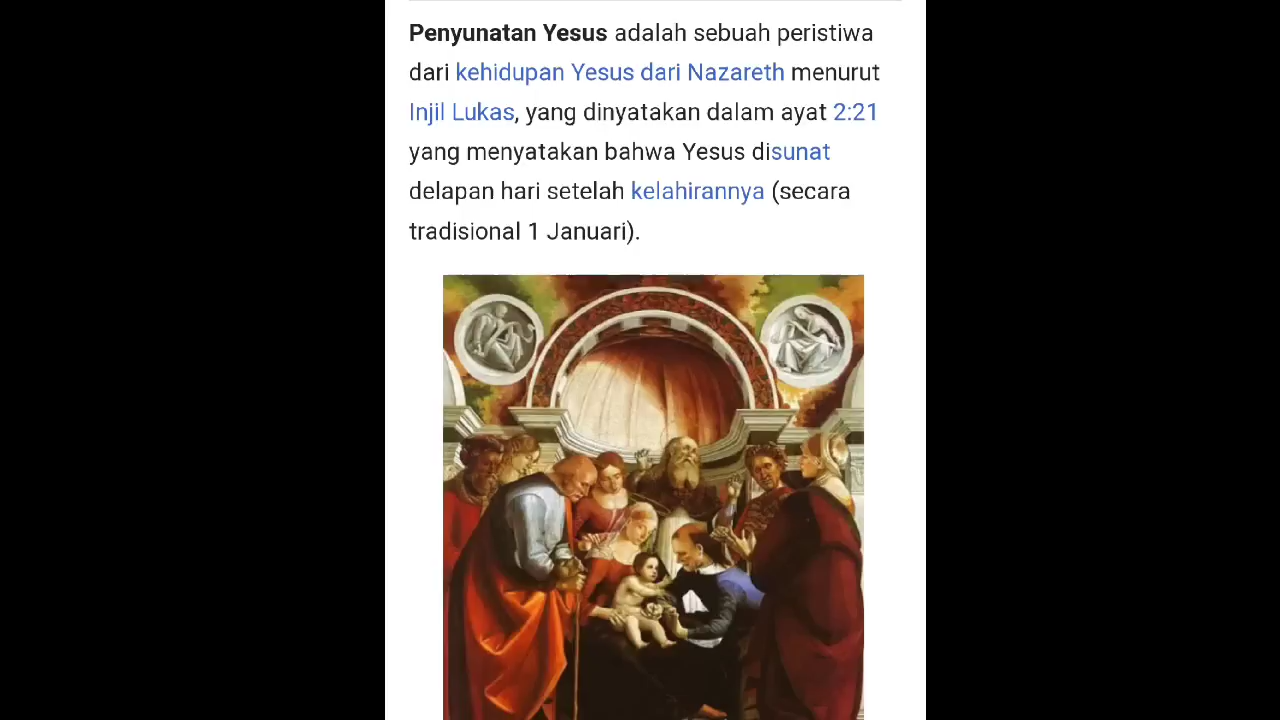 Penyunatan Yesus adalah sebuah peristiwa
dari kehidupan Yesus dari Nazareth menurut
Injil Lukas, yang dinyatakan dalam ayat 2:21
yang menyatakan bahwa Yesus disunat
delapan hari setelah kelahirannya (secara
tradisional 1 Januari).